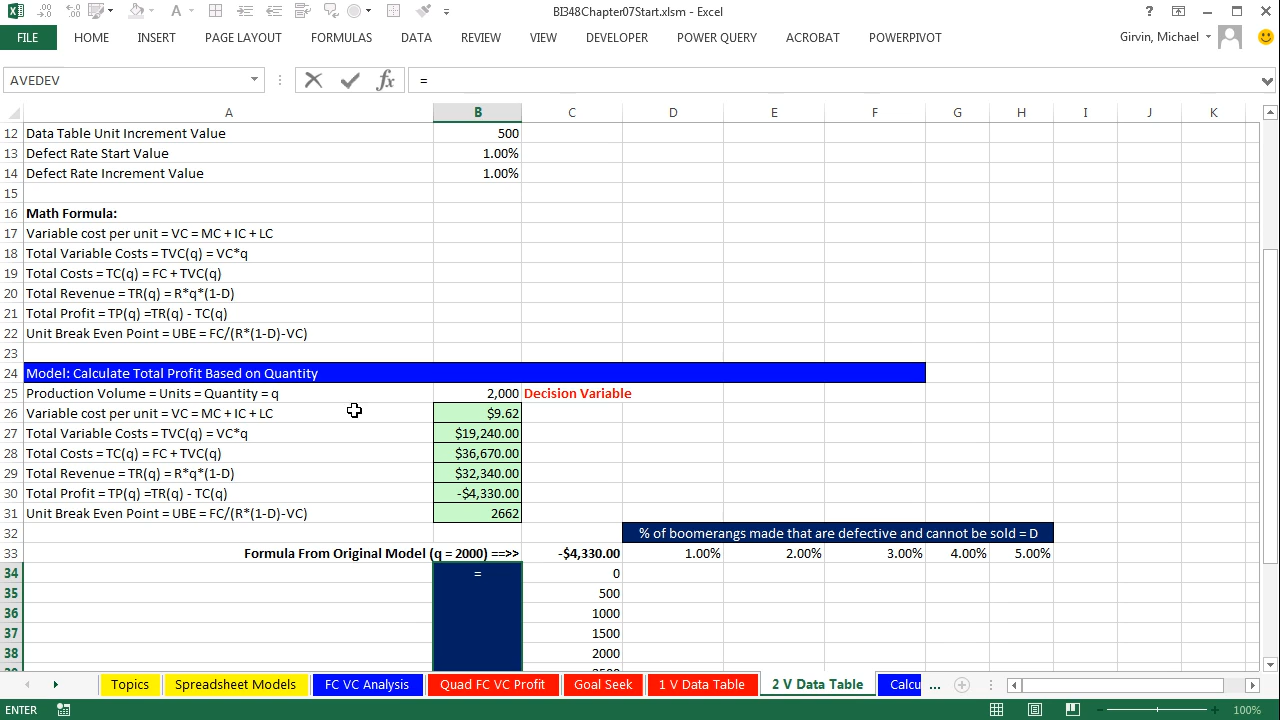 BI348Chapter07Start.xlsm - Excel
FILE HOME INSERT PAGE LAYOUT FORMULAS DATA REVIEW VIEW DEVELOPER POWER QUERY ACROBAT POWERPIVOT Girvin, Michael
AVEDEV fx =
A B C D E F G H I J K
12 Data Table Unit Increment Value 500
13 Defect Rate Start Value 1.00%
14 Defect Rate Increment Value 1.00%
15
16 Math Formula:
17 Variable cost per unit = VC = MC + IC + LC
18 Total Variable Costs = TVC(q) = VC*q
19 Total Costs = TC(q) = FC + TVC(q)
20 Total Revenue = TR(q) = R*q*(1-D)
21 Total Profit = TP(q) =TR(q) - TC(q)
22 Unit Break Even Point = UBE = FC/(R*(1-D)-VC)
23
24 Model: Calculate Total Profit Based on Quantity
25 Production Volume = Units = Quantity = q 2,000 Decision Variable
26 Variable cost per unit = VC = MC + IC + LC $9.62
27 Total Variable Costs = TVC(q) = VC*q $19,240.00
28 Total Costs = TC(q) = FC + TVC(q) $36,670.00
29 Total Revenue = TR(q) = R*q*(1-D) $32,340.00
30 Total Profit = TP(q) =TR(q) - TC(q) -$4,330.00
31 Unit Break Even Point = UBE = FC/(R*(1-D)-VC) 2662
32 % of boomerangs made that are defective and cannot be sold = D
33 Formula From Original Model (q = 2000) ==>> -$4,330.00 1.00% 2.00% 3.00% 4.00% 5.00%
34 = 0
35 500
36 1000
37 1500
38 2000
39 2500
Topics Spreadsheet Models FC VC Analysis Quad FC VC Profit Goal Seek 1 V Data Table 2 V Data Table Calcu ...
ENTER 100%